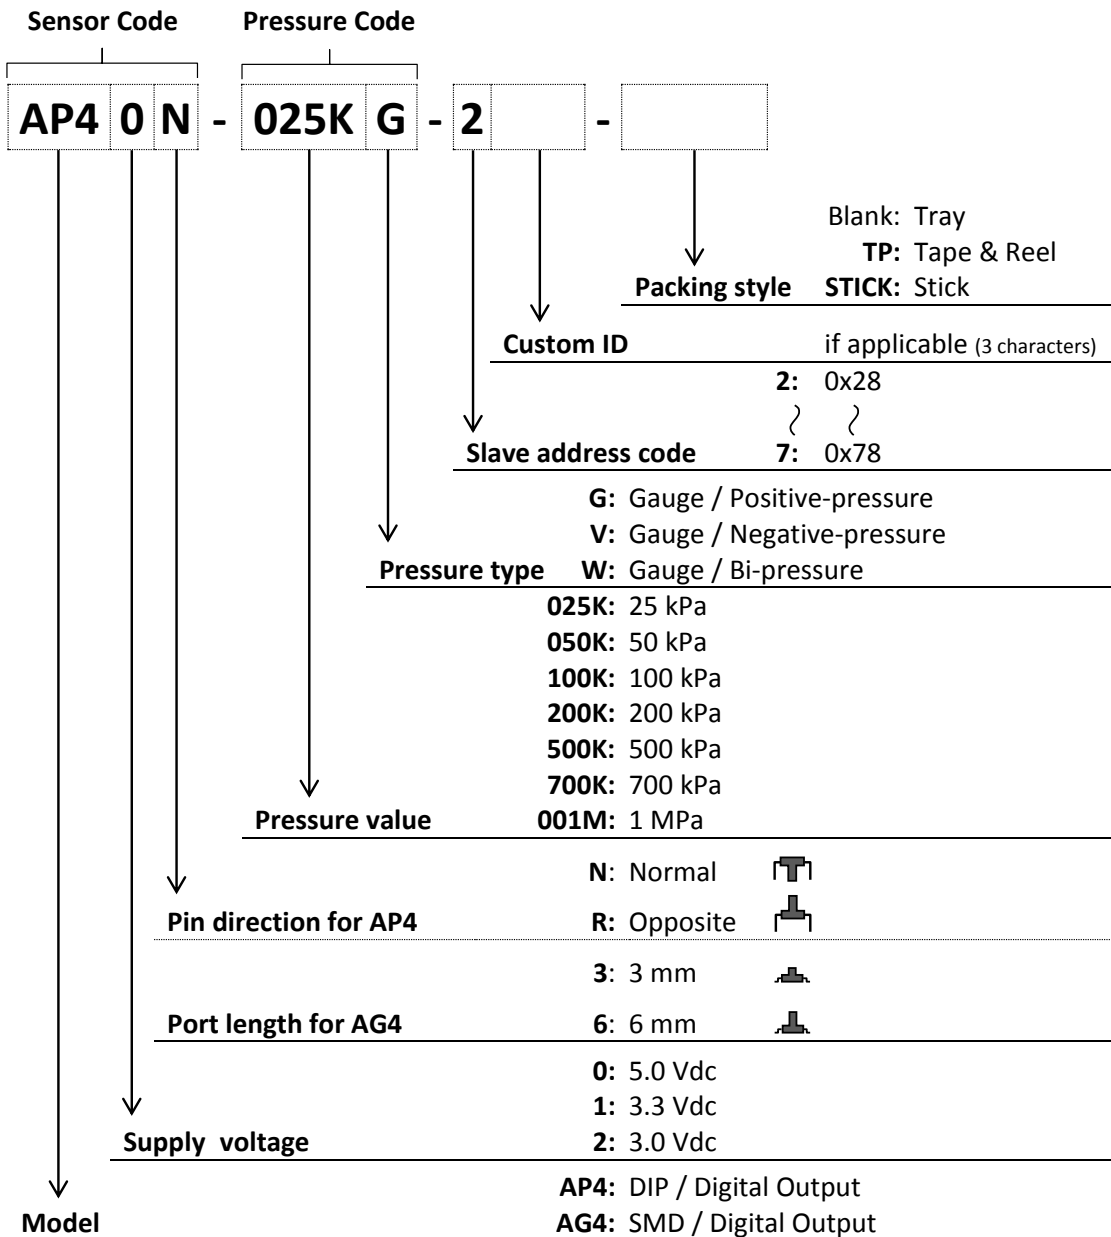 Sensor Code Pressure Code
AP4 0 N - 025K G - 2 -
Blank: Tray
TP: Tape & Reel
Packing style STICK: Stick
Custom ID if applicable (3 characters)
2: 0x28
Slave address code 7: 0x78
G: Gauge / Positive-pressure
V: Gauge / Negative-pressure
Pressure type W: Gauge / Bi-pressure
025K: 25 kPa
050K: 50 kPa
100K: 100 kPa
200K: 200 kPa
500K: 500 kPa
700K: 700 kPa
Pressure value 001M: 1 MPa
N: Normal
Pin direction for AP4 R: Opposite
3: 3 mm
Port length for AG4 6: 6 mm
0: 5.0 Vdc
1: 3.3 Vdc
Supply voltage 2: 3.0 Vdc
AP4: DIP / Digital Output
Model AG4: SMD / Digital Output